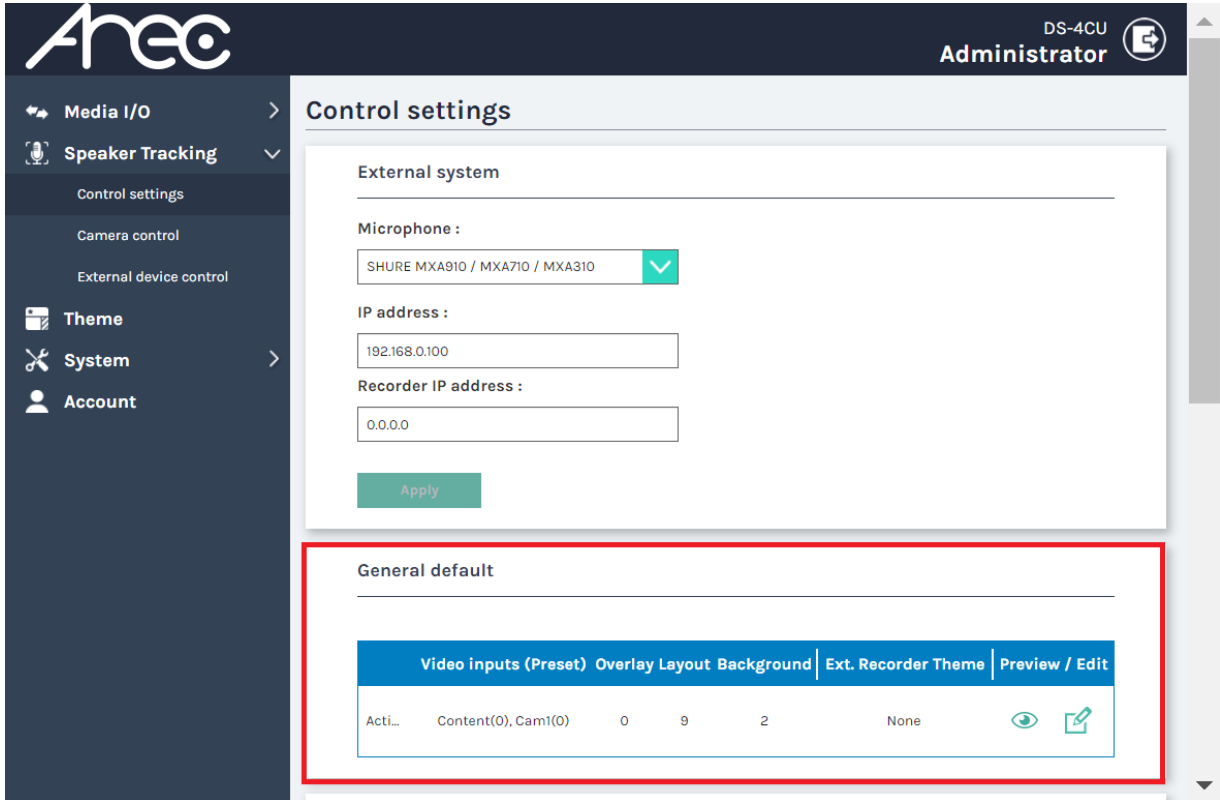 Arec
DS-4CU
Administrator
Media I/O
Speaker Tracking
Control settings
Camera control
External device control
Theme
System
Account
Control settings
External system
Microphone :
SHURE MXA910 / MXA710 / MXA310
IP address :
192.168.0.100
Recorder IP address :
0.0.0.0
Apply
General default
Video inputs (Preset) Overlay Layout Background Ext. Recorder Theme Preview / Edit
Acti... Content(0), Cam1(0) 0 9 2 None